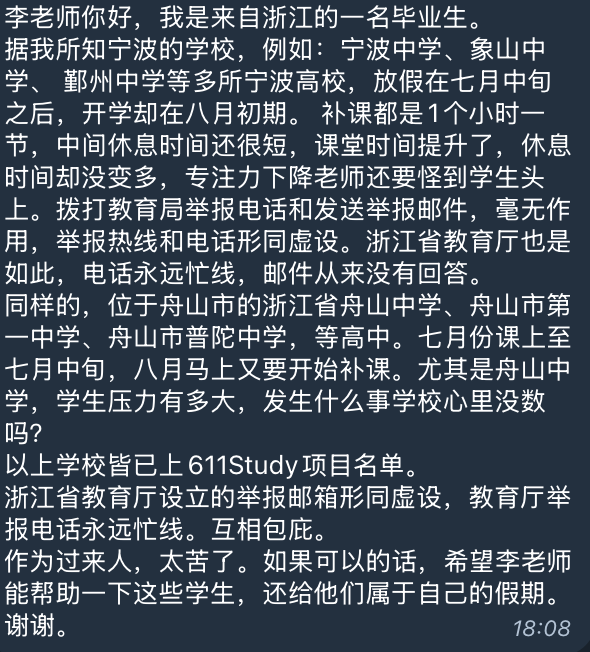 李老师你好，我是来自浙江的一名毕业生。
据我所知宁波的学校，例如：宁波中学、象山中
学、 鄞州中学等多所宁波高校，放假在七月中旬
之后，开学却在八月初期。 补课都是1个小时一
节，中间休息时间还很短，课堂时间提升了，休息
时间却没变多，专注力下降老师还要怪到学生头
上。拨打教育局举报电话和发送举报邮件，毫无作
用，举报热线和电话形同虚设。浙江省教育厅也是
如此，电话永远忙线，邮件从来没有回答。
同样的，位于舟山市的浙江省舟山中学、舟山市第
一中学、舟山市普陀中学，等高中。七月份课上至
七月中旬，八月马上又要开始补课。尤其是舟山中
学，学生压力有多大，发生什么事学校心里没数
吗？
以上学校皆已上611Study项目名单。
浙江省教育厅设立的举报邮箱形同虚设，教育厅举
报电话永远忙线。互相包庇。
作为过来人，太苦了。如果可以的话，希望李老师
能帮助一下这些学生，还给他们属于自己的假期。
谢谢。
18:08